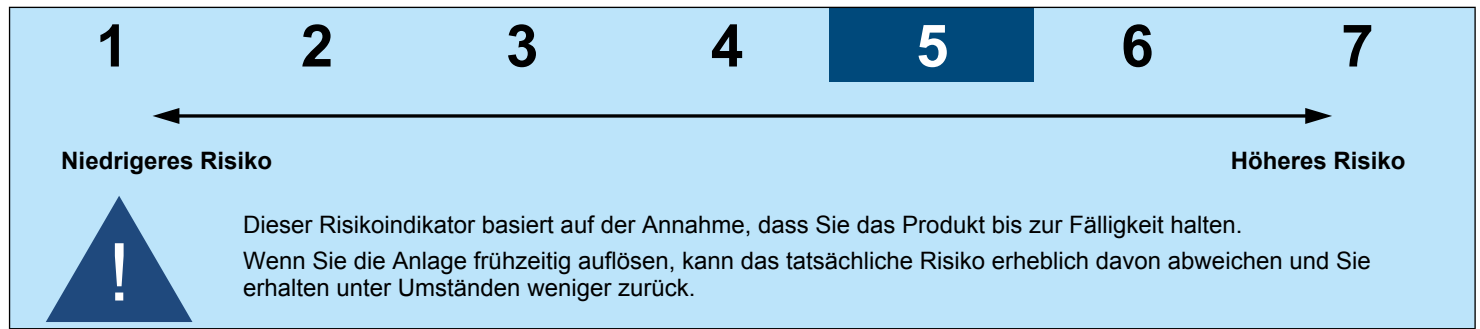 1 2 3 4 5 6 7
Niedrigeres Risiko Höheres Risiko
!
Dieser Risikoindikator basiert auf der Annahme, dass Sie das Produkt bis zur Fälligkeit halten.
Wenn Sie die Anlage frühzeitig auflösen, kann das tatsächliche Risiko erheblich davon abweichen und Sie
erhalten unter Umständen weniger zurück.